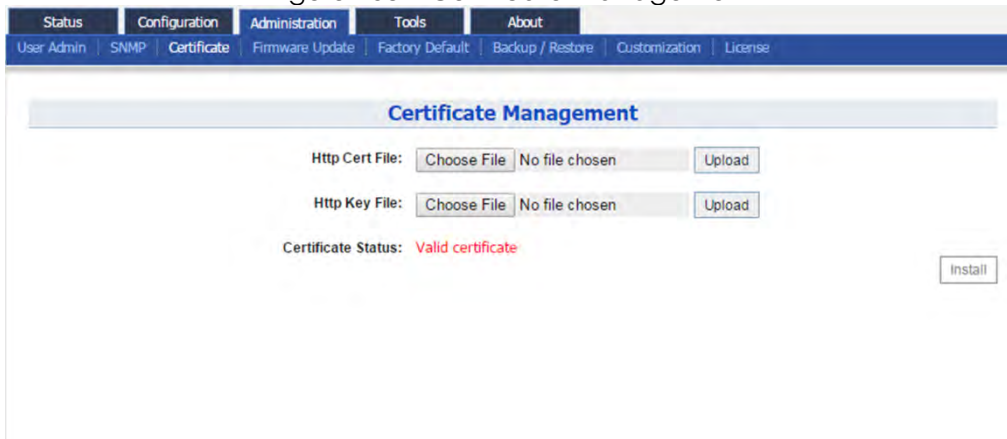 Status Configuration Administration Tools About
User Admin | SNMP | Certificate | Firmware Update | Factory Default | Backup / Restore | Customization | License
Certificate Management
Http Cert File: Choose File No file chosen Upload
Http Key File: Choose File No file chosen Upload
Certificate Status: Valid certificate
Install